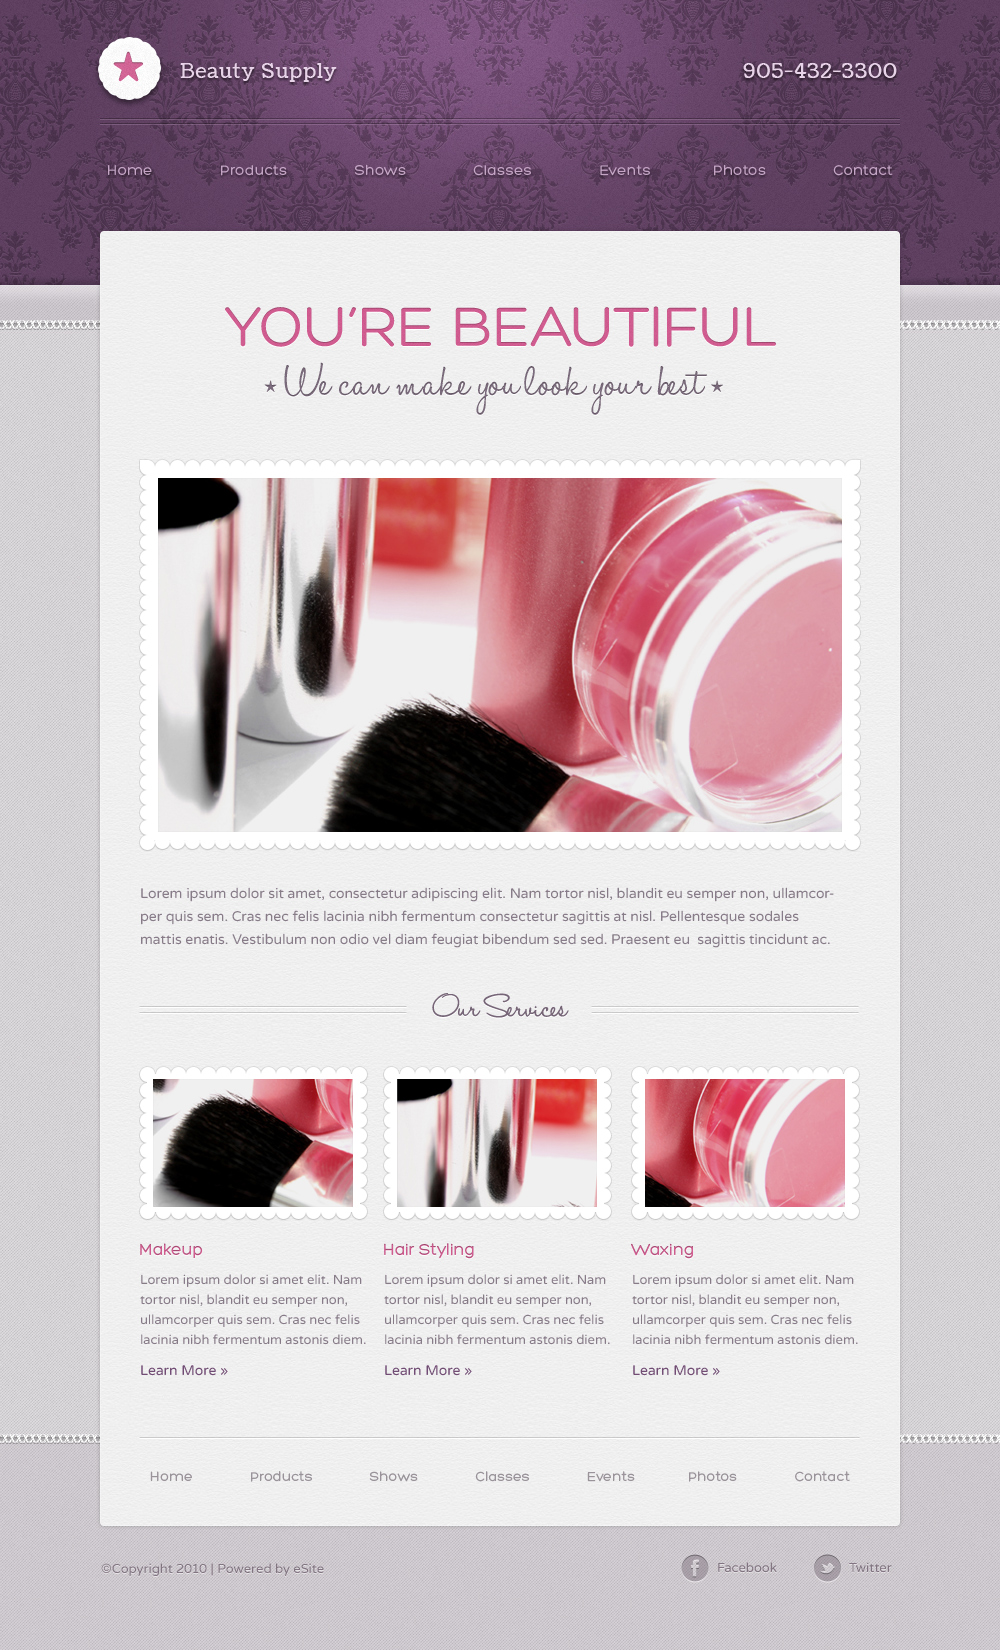 Beauty Supply
905-432-3300
Home Products Shows Classes Events Photos Contact
YOU'RE BEAUTIFUL
★ We can make you look your best ★
Lorem ipsum dolor sit amet, consectetur adipiscing elit. Nam tortor nisl, blandit eu semper non, ullamcor-
per quis sem. Cras nec felis lacinia nibh fermentum consectetur sagittis at nisl. Pellentesque sodales
mattis enatis. Vestibulum non odio vel diam feugiat bibendum sed sed. Praesent eu sagittis tincidunt ac.
Our Services
Makeup
Lorem ipsum dolor si amet elit. Nam
tortor nisl, blandit eu semper non,
ullamcorper quis sem. Cras nec felis
lacinia nibh fermentum astonis diem.
Learn More »
Hair Styling
Lorem ipsum dolor si amet elit. Nam
tortor nisl, blandit eu semper non,
ullamcorper quis sem. Cras nec felis
lacinia nibh fermentum astonis diem.
Learn More »
Waxing
Lorem ipsum dolor si amet elit. Nam
tortor nisl, blandit eu semper non,
ullamcorper quis sem. Cras nec felis
lacinia nibh fermentum astonis diem.
Learn More »
Home Products Shows Classes Events Photos Contact
©Copyright 2010 | Powered by eSite
Facebook
Twitter